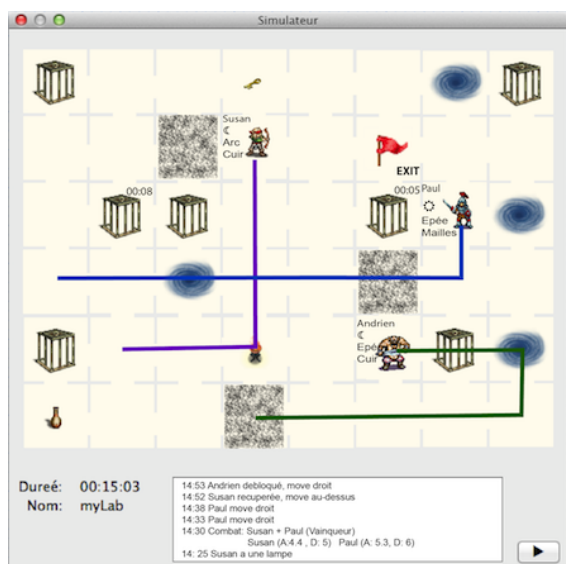 Simulateur
Susan
Arc
Cuir
EXIT
00:08
00:05
Paul
Epée
Mailles
Andrien
Epé
Cuir
Dureé: 00:15:03
Nom: myLab
14:53 Andrien debloqué, move droit
14:52 Susan recuperée, move au-dessus
14:38 Paul move droit
14:33 Paul move droit
14:30 Combat: Susan + Paul (Vainqueur)
Susan (A:4.4 , D: 5) Paul (A: 5.3, D: 6)
14: 25 Susan a une lampe